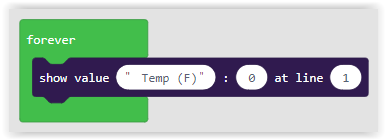 forever
show value " Temp (F)" : 0 at line 1